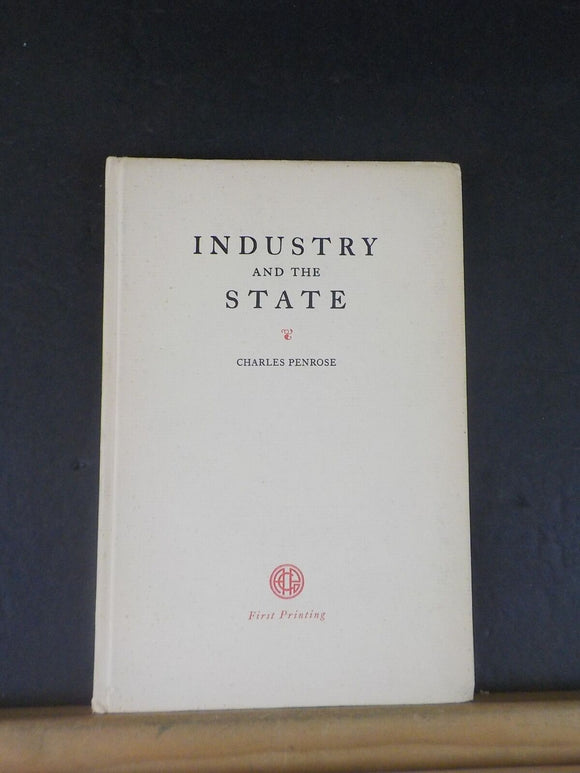 INDUSTRY
AND THE
STATE
CHARLES PENROSE
First Printing